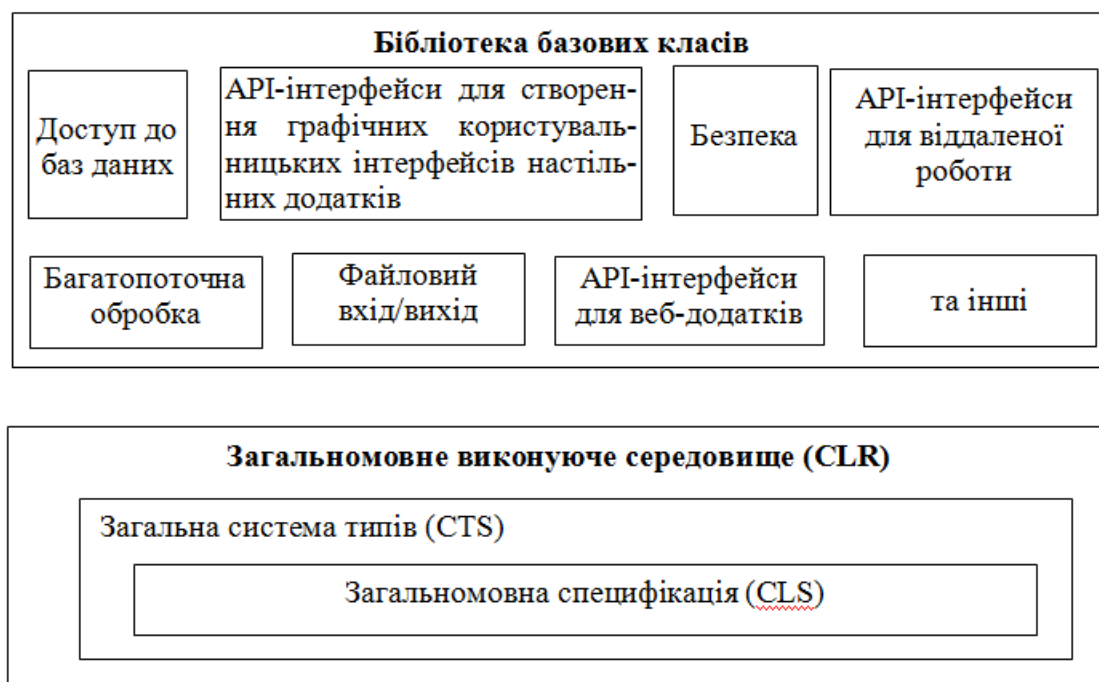 Бібліотека базових класів
Доступ до
баз даних
API-інтерфейси для створен-
ня графічних користуваль-
ницьких інтерфейсів настіль-
них додатків
Безпека
API-інтерфейси
для віддаленої
роботи
Багатопоточна
обробка
Файловий
вхід/вихід
API-інтерфейси
для веб-додатків
та інші
Загальномовне виконуюче середовище (CLR)
Загальна система типів (CTS)
Загальномовна специфікація (CLS)